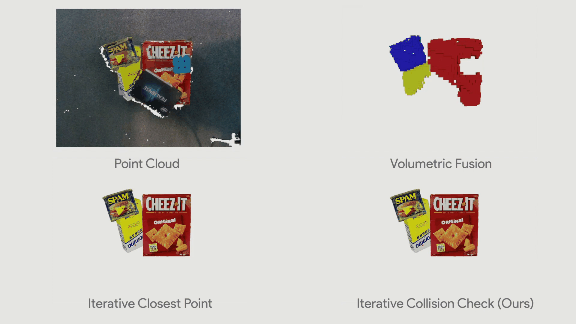 SPAM
CHEEZ-IT
Point Cloud
Volumetric Fusion
SPAM
CHEEZ-IT
ORIGINAL
SPAM
CHEEZ-IT
ORIGINAL
Iterative Closest Point
Iterative Collision Check (Ours)